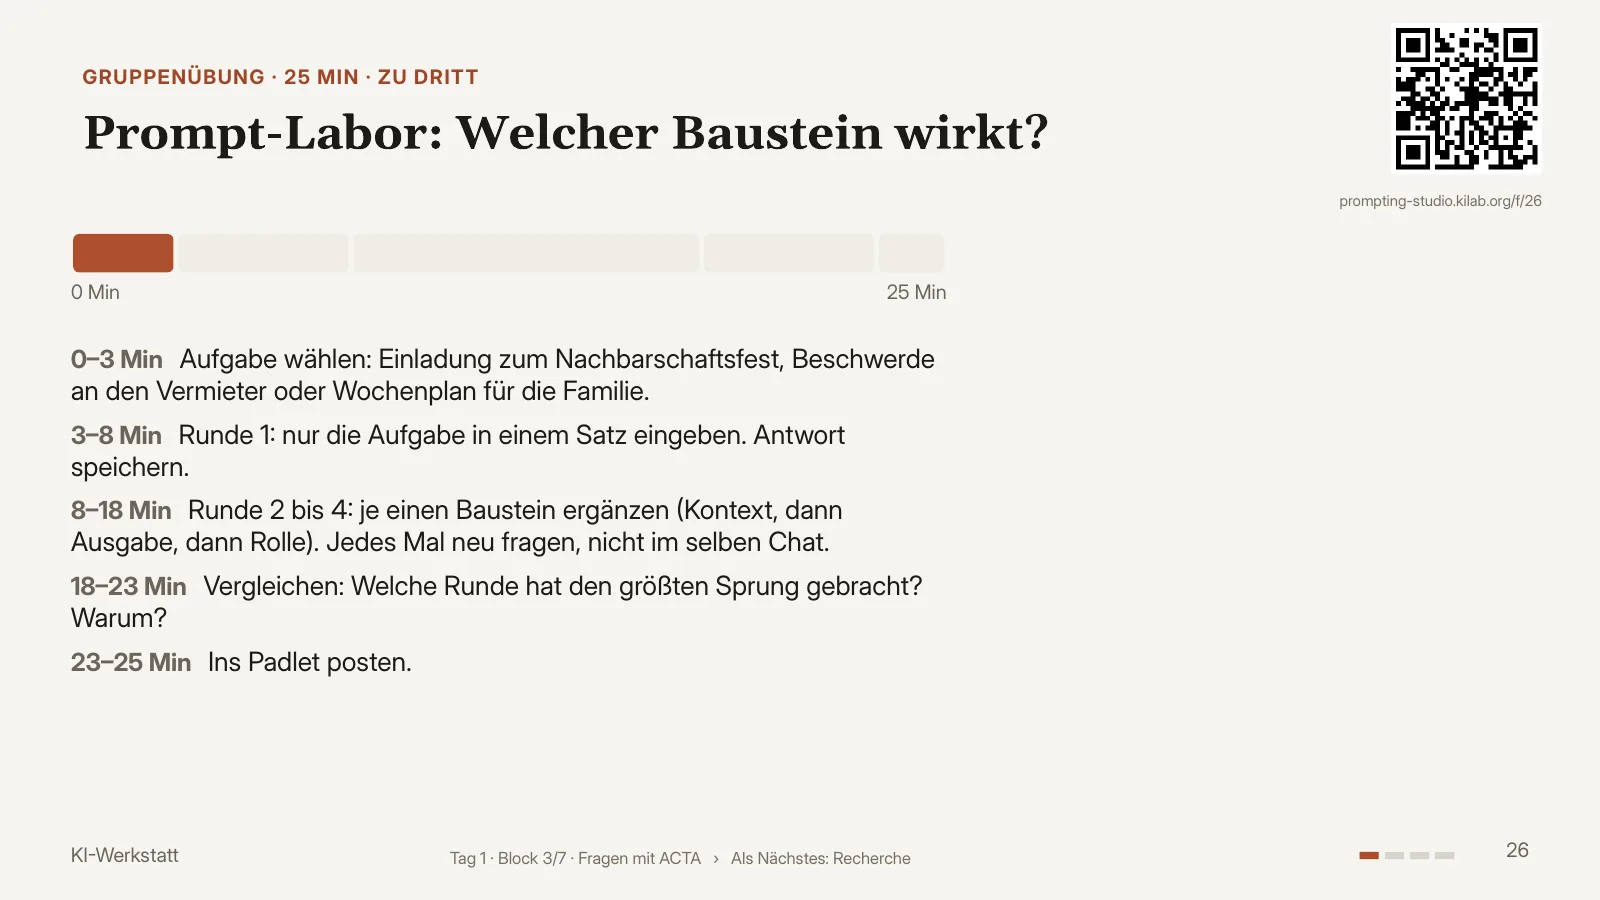 GRUPPENÜBUNG · 25 MIN · ZU DRITT
Prompt-Labor: Welcher Baustein wirkt?
prompting-studio.kilab.org/f/26
0 Min
25 Min
0–3 Min Aufgabe wählen: Einladung zum Nachbarschaftsfest, Beschwerde
an den Vermieter oder Wochenplan für die Familie.
3–8 Min Runde 1: nur die Aufgabe in einem Satz eingeben. Antwort
speichern.
8–18 Min Runde 2 bis 4: je einen Baustein ergänzen (Kontext, dann
Ausgabe, dann Rolle). Jedes Mal neu fragen, nicht im selben Chat.
18–23 Min Vergleichen: Welche Runde hat den größten Sprung gebracht?
Warum?
23–25 Min Ins Padlet posten.
KI-Werkstatt
Tag 1 · Block 3/7 · Fragen mit ACTA › Als Nächstes: Recherche
26